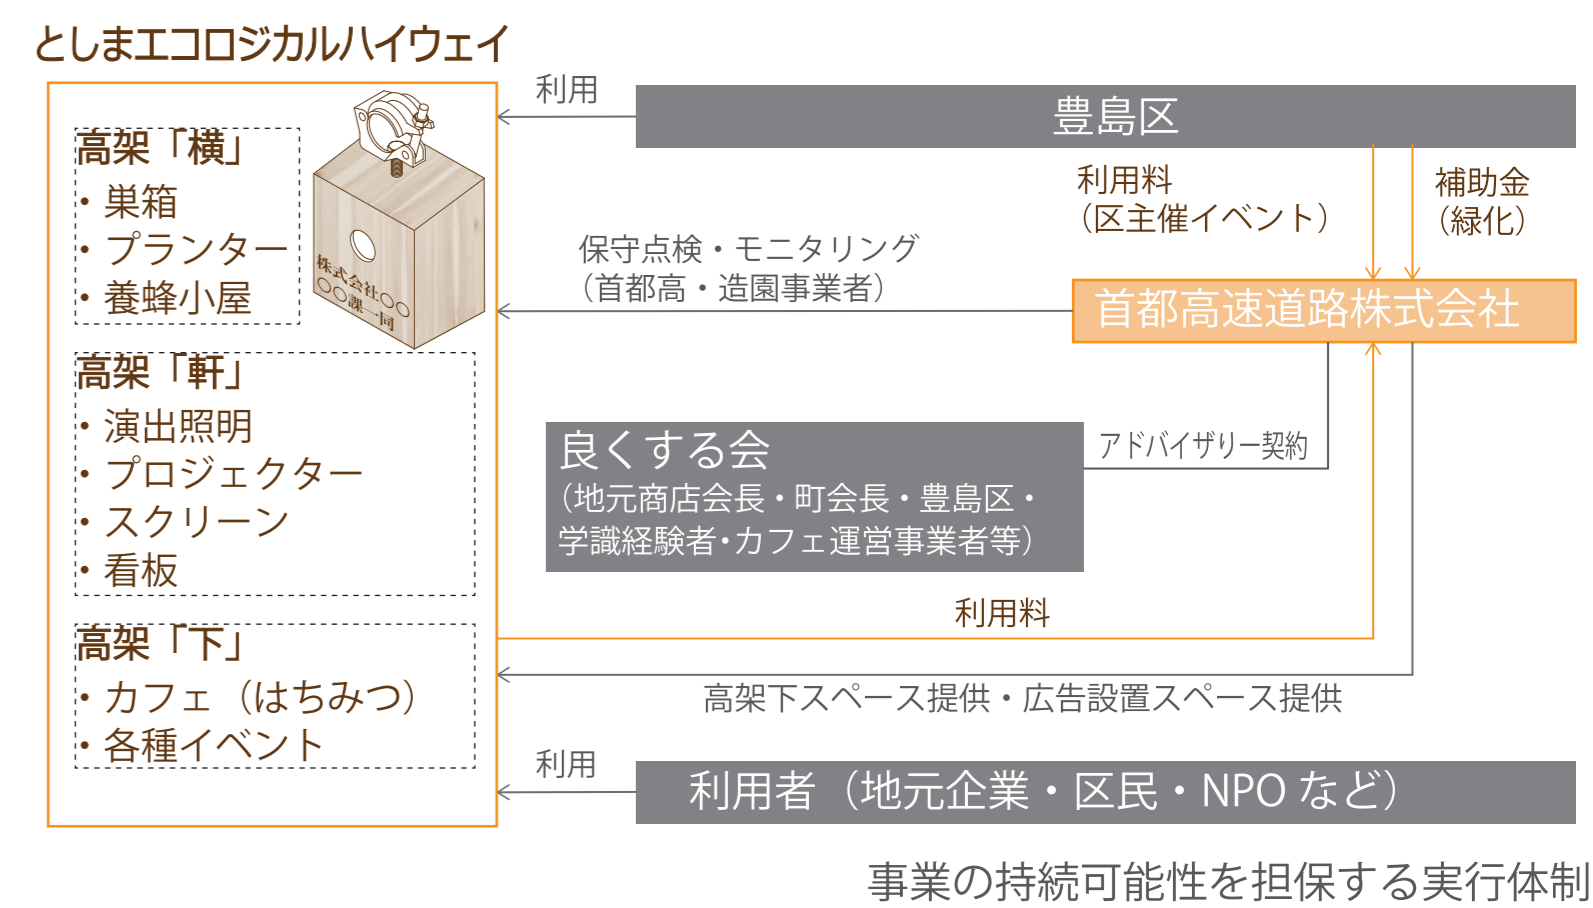 としまエコロジカルハイウェイ
高架「横」
・巣箱
・プランター
・養蜂小屋
株式会社〇〇
〇〇課一同
高架「軒」
・演出照明
・プロジェクター
・スクリーン
・看板
高架「下」
・カフェ（はちみつ）
・各種イベント
利用
豊島区
利用料
（区主催イベント）
補助金
（緑化）
保守点検・モニタリング
（首都高・造園事業者）
首都高速道路株式会社
良くする会
（地元商店会長・町会長・豊島区・
学識経験者・カフェ運営事業者等）
アドバイザリー契約
利用料
高架下スペース提供・広告設置スペース提供
利用
利用者（地元企業・区民・NPO など）
事業の持続可能性を担保する実行体制